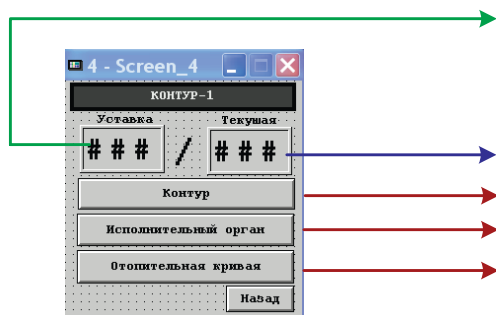 4 - Screen_4
КОНТУР-1
Уставка Текущая
### / ###
Контур
Исполнительный орган
Отопительная кривая
Назад